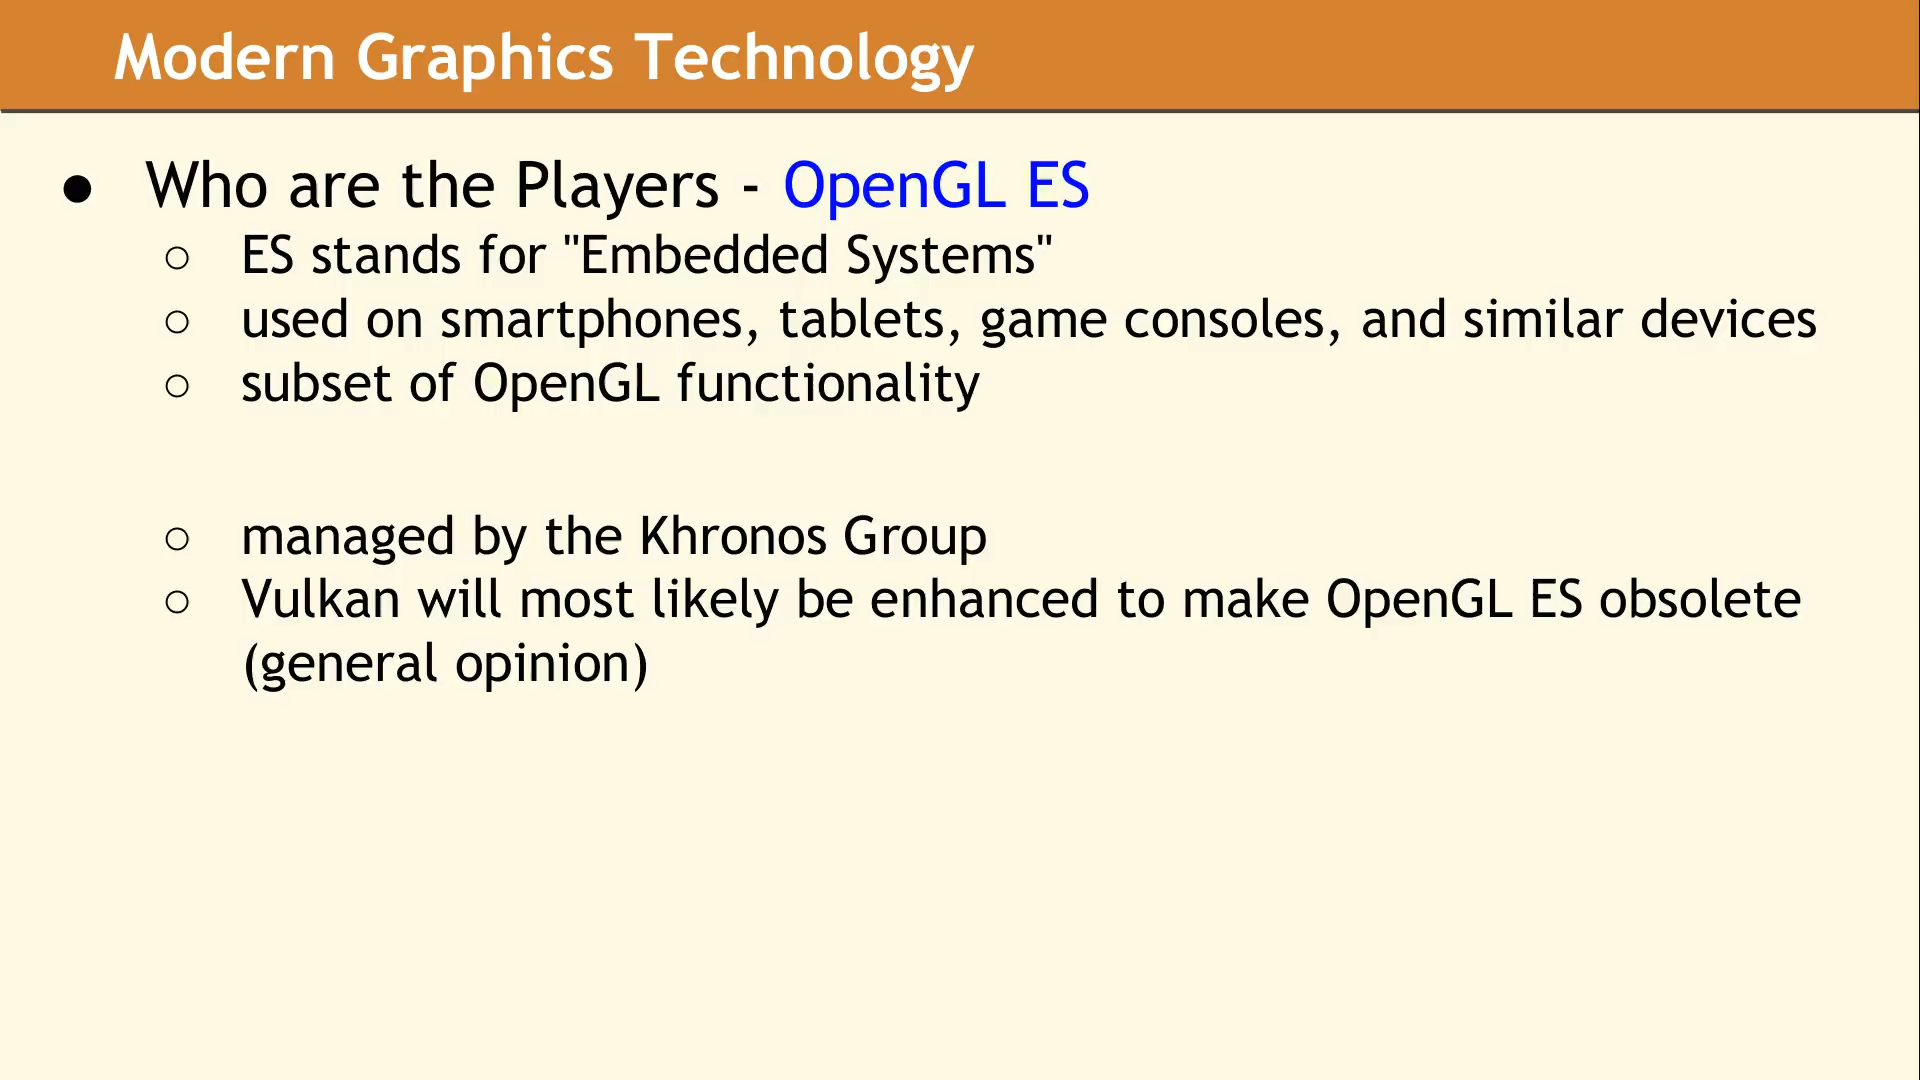 Modern Graphics Technology
● Who are the Players - OpenGL ES
○ ES stands for "Embedded Systems"
○ used on smartphones, tablets, game consoles, and similar devices
○ subset of OpenGL functionality
○ managed by the Khronos Group
○ Vulkan will most likely be enhanced to make OpenGL ES obsolete
(general opinion)